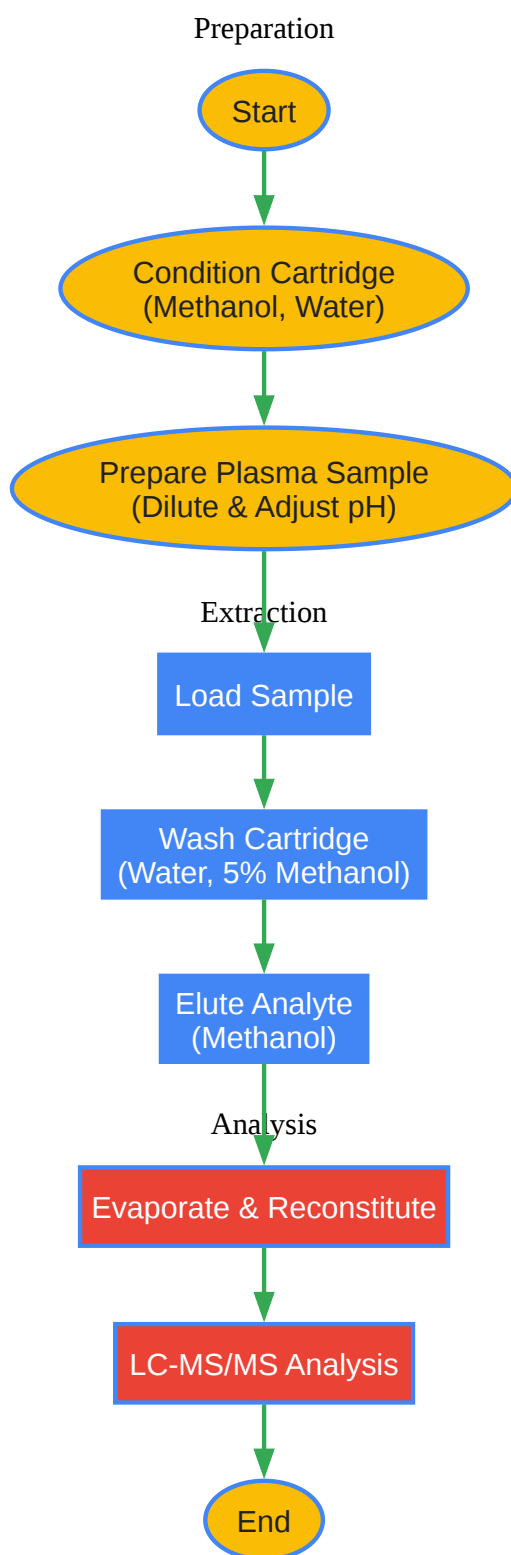 Preparation
Start
Condition Cartridge
(Methanol, Water)
Prepare Plasma Sample
(Dilute & Adjust pH)
Extraction
Load Sample
Wash Cartridge
(Water, 5% Methanol)
Elute Analyte
(Methanol)
Analysis
Evaporate & Reconstitute
LC-MS/MS Analysis
End